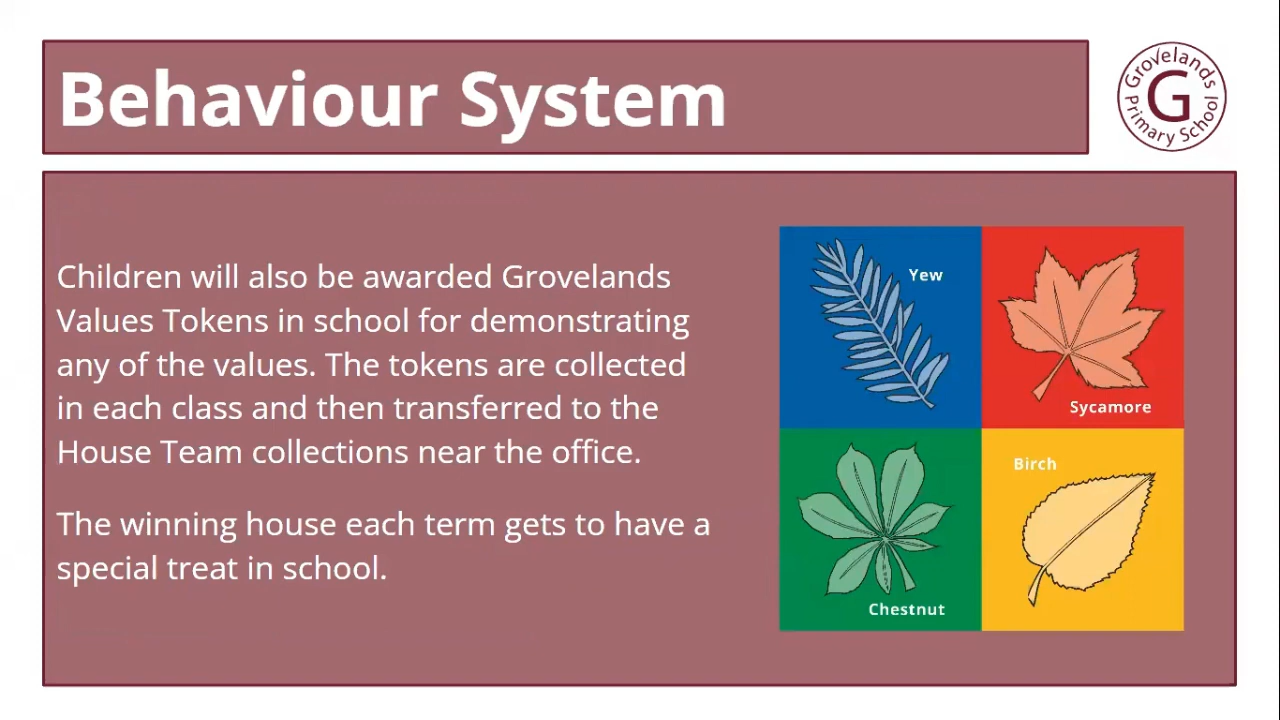 Behaviour System
Grovelands
G
Primary School
Children will also be awarded Grovelands
Values Tokens in school for demonstrating
any of the values. The tokens are collected
in each class and then transferred to the
House Team collections near the office.
The winning house each term gets to have a
special treat in school.
Yew
Sycamore
Chestnut
Birch